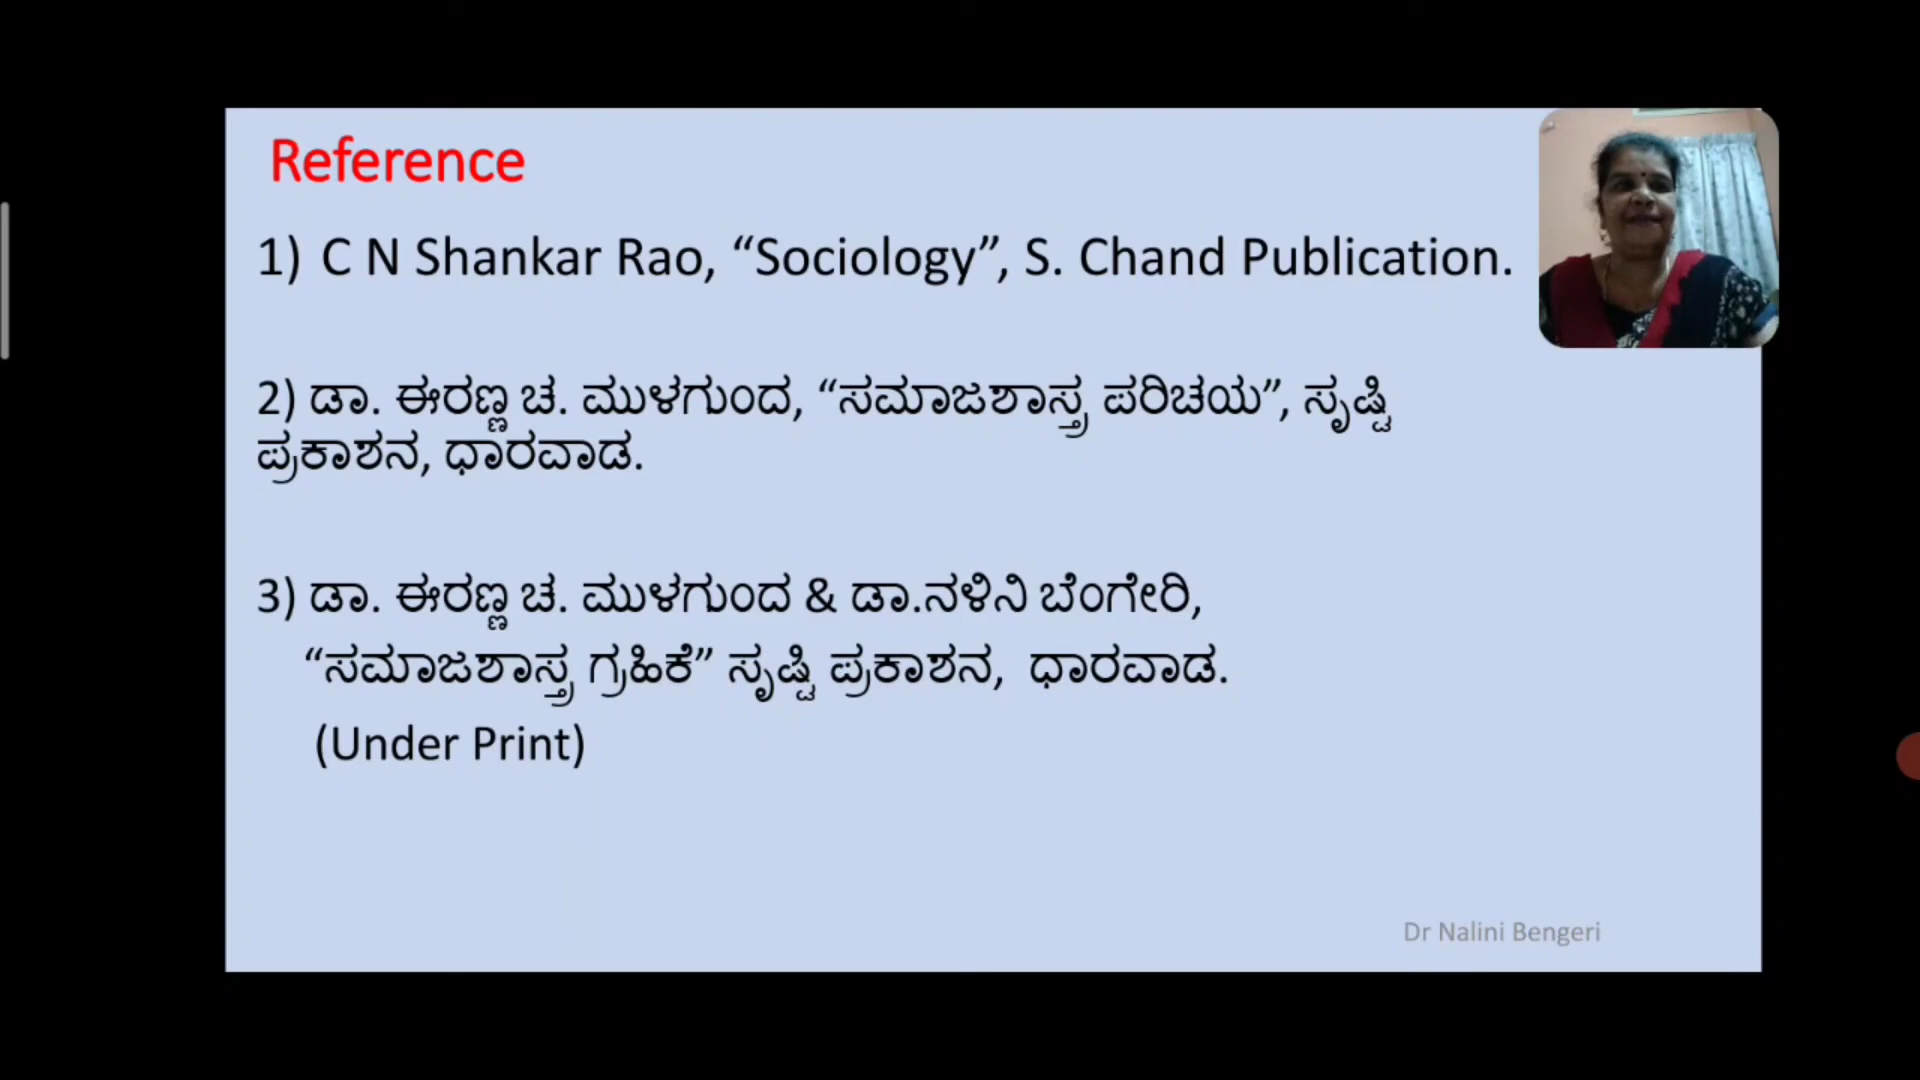 Reference
1) C N Shankar Rao, “Sociology”, S. Chand Publication.
2) ಡಾ. ಈರಣ್ಣ ಚ. ಮುಳಗುಂದ, “ಸಮಾಜಶಾಸ್ತ್ರ ಪರಿಚಯ”, ಸೃಷ್ಟಿ
ಪ್ರಕಾಶನ, ಧಾರವಾಡ.
3) ಡಾ. ಈರಣ್ಣ ಚ. ಮುಳಗುಂದ & ಡಾ.ನಳಿನಿ ಬೆಂಗೇರಿ,
“ಸಮಾಜಶಾಸ್ತ್ರ ಗ್ರಹಿಕೆ” ಸೃಷ್ಟಿ ಪ್ರಕಾಶನ, ಧಾರವಾಡ.
(Under Print)
Dr Nalini Bengeri